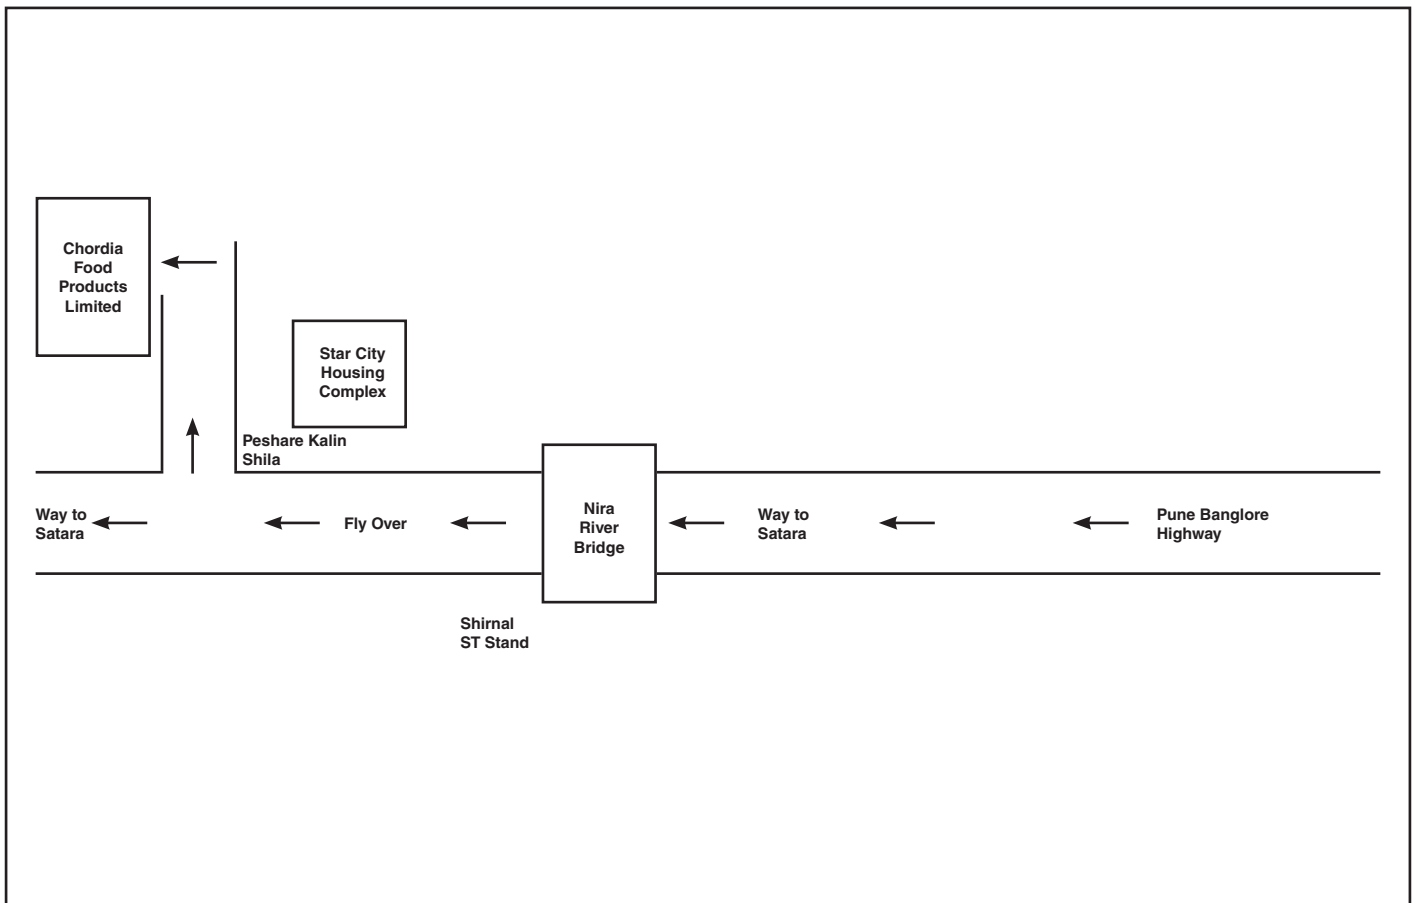 Chordia
Food
Products
Limited
Star City
Housing
Complex
Peshare Kalin
Shila
Way to
Satara
Fly Over
Nira
River
Bridge
Way to
Satara
Pune Banglore
Highway
Shirnal
ST Stand